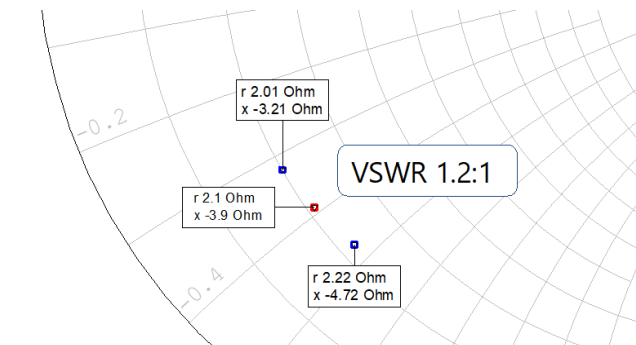 r 2.01 Ohm
x -3.21 Ohm
-0.2
VSWR 1.2:1
r 2.1 Ohm
x -3.9 Ohm
-0.4
r 2.22 Ohm
x -4.72 Ohm